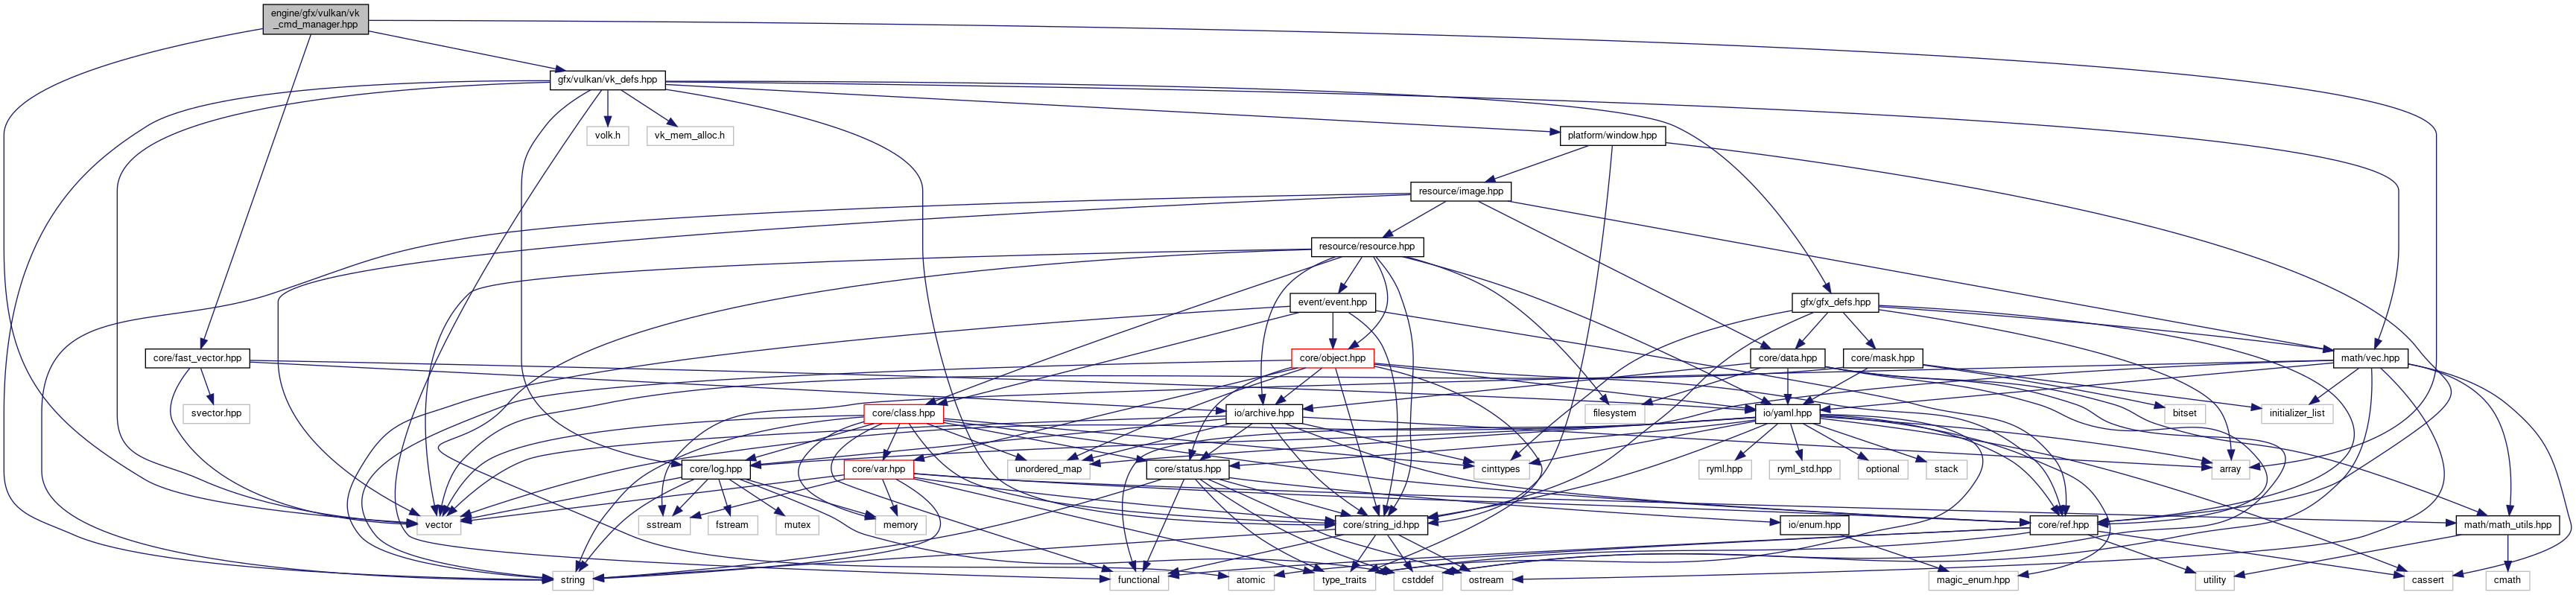 engine/gfx/vulkan/vk
_cmd_manager.hpp
gfx/vulkan/vk_defs.hpp
volk.h
vk_mem_alloc.h
platform/window.hpp
resource/image.hpp
resource/resource.hpp
event/event.hpp
gfx/gfx_defs.hpp
core/fast_vector.hpp
core/object.hpp
core/data.hpp
core/mask.hpp
math/vec.hpp
svector.hpp
core/class.hpp
io/archive.hpp
filesystem
io/yaml.hpp
bitset
initializer_list
core/log.hpp
core/var.hpp
unordered_map
core/status.hpp
cinttypes
ryml.hpp
ryml_std.hpp
optional
stack
array
vector
sstream
fstream
mutex
memory
core/string_id.hpp
io/enum.hpp
core/ref.hpp
math/math_utils.hpp
string
functional
atomic
type_traits
cstddef
ostream
magic_enum.hpp
utility
cassert
cmath